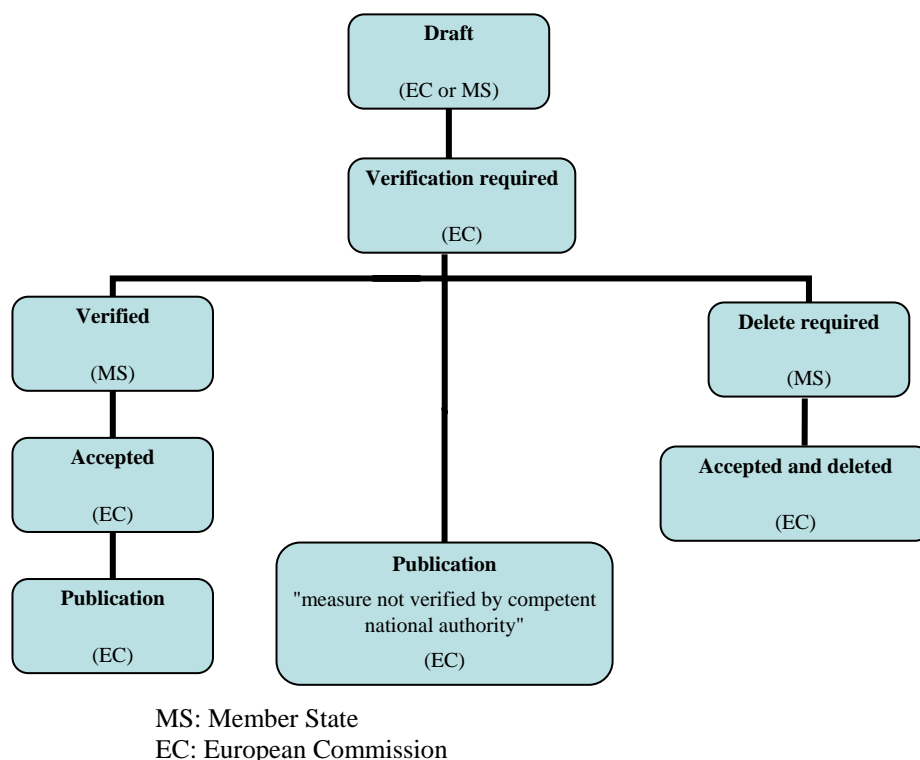 Draft
(EC or MS)
Verification required
(EC)
Verified
(MS)
Delete required
(MS)
Accepted
(EC)
Accepted and deleted
(EC)
Publication
(EC)
Publication
"measure not verified by competent
national authority"
(EC)
MS: Member State
EC: European Commission